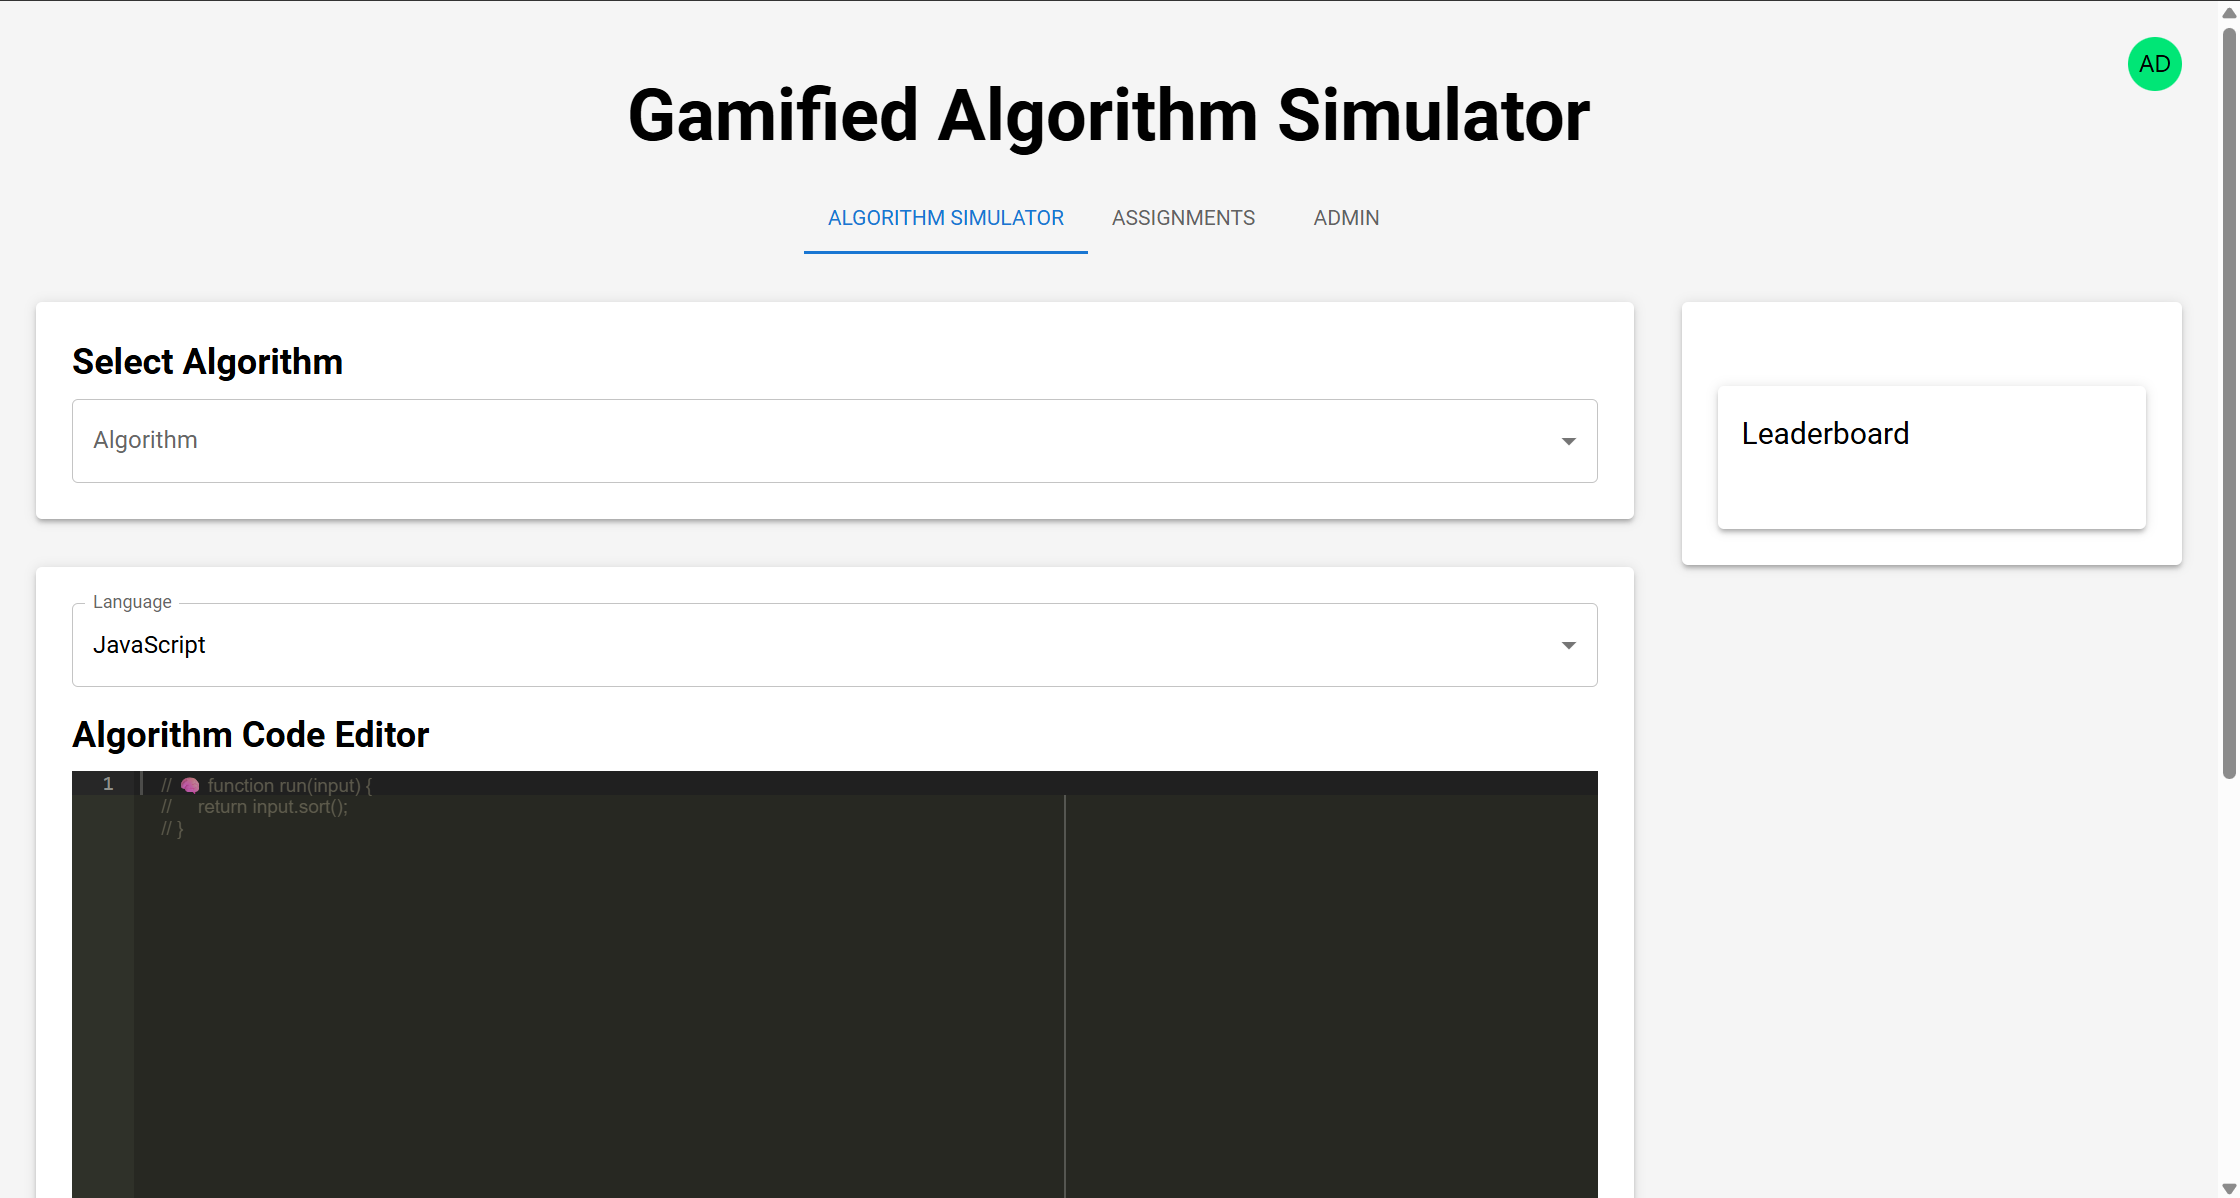 AD
Gamified Algorithm Simulator
ALGORITHM SIMULATOR ASSIGNMENTS ADMIN
Select Algorithm
Algorithm
Leaderboard
Language
JavaScript
Algorithm Code Editor
1 // 🧠 function run(input) {
//     return input.sort();
// }